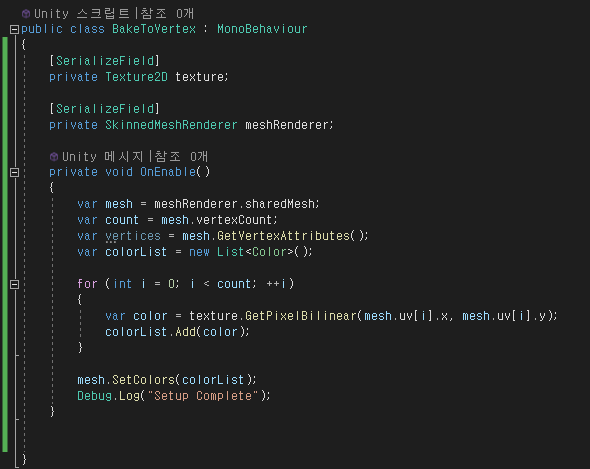 Unity 스크립트|참조 0개
public class BakeToVertex : MonoBehaviour
{
[SerializeField]
private Texture2D texture;
[SerializeField]
private SkinnedMeshRenderer meshRenderer;
Unity 메시지|참조 0개
private void OnEnable()
{
var mesh = meshRenderer.sharedMesh;
var count = mesh.vertexCount;
var vertices = mesh.GetVertexAttributes();
var colorList = new List<Color>();
for (int i = 0; i < count; ++i)
{
var color = texture.GetPixelBilinear(mesh.uv[i].x, mesh.uv[i].y);
colorList.Add(color);
}
mesh.SetColors(colorList);
Debug.Log("Setup Complete");
}
}